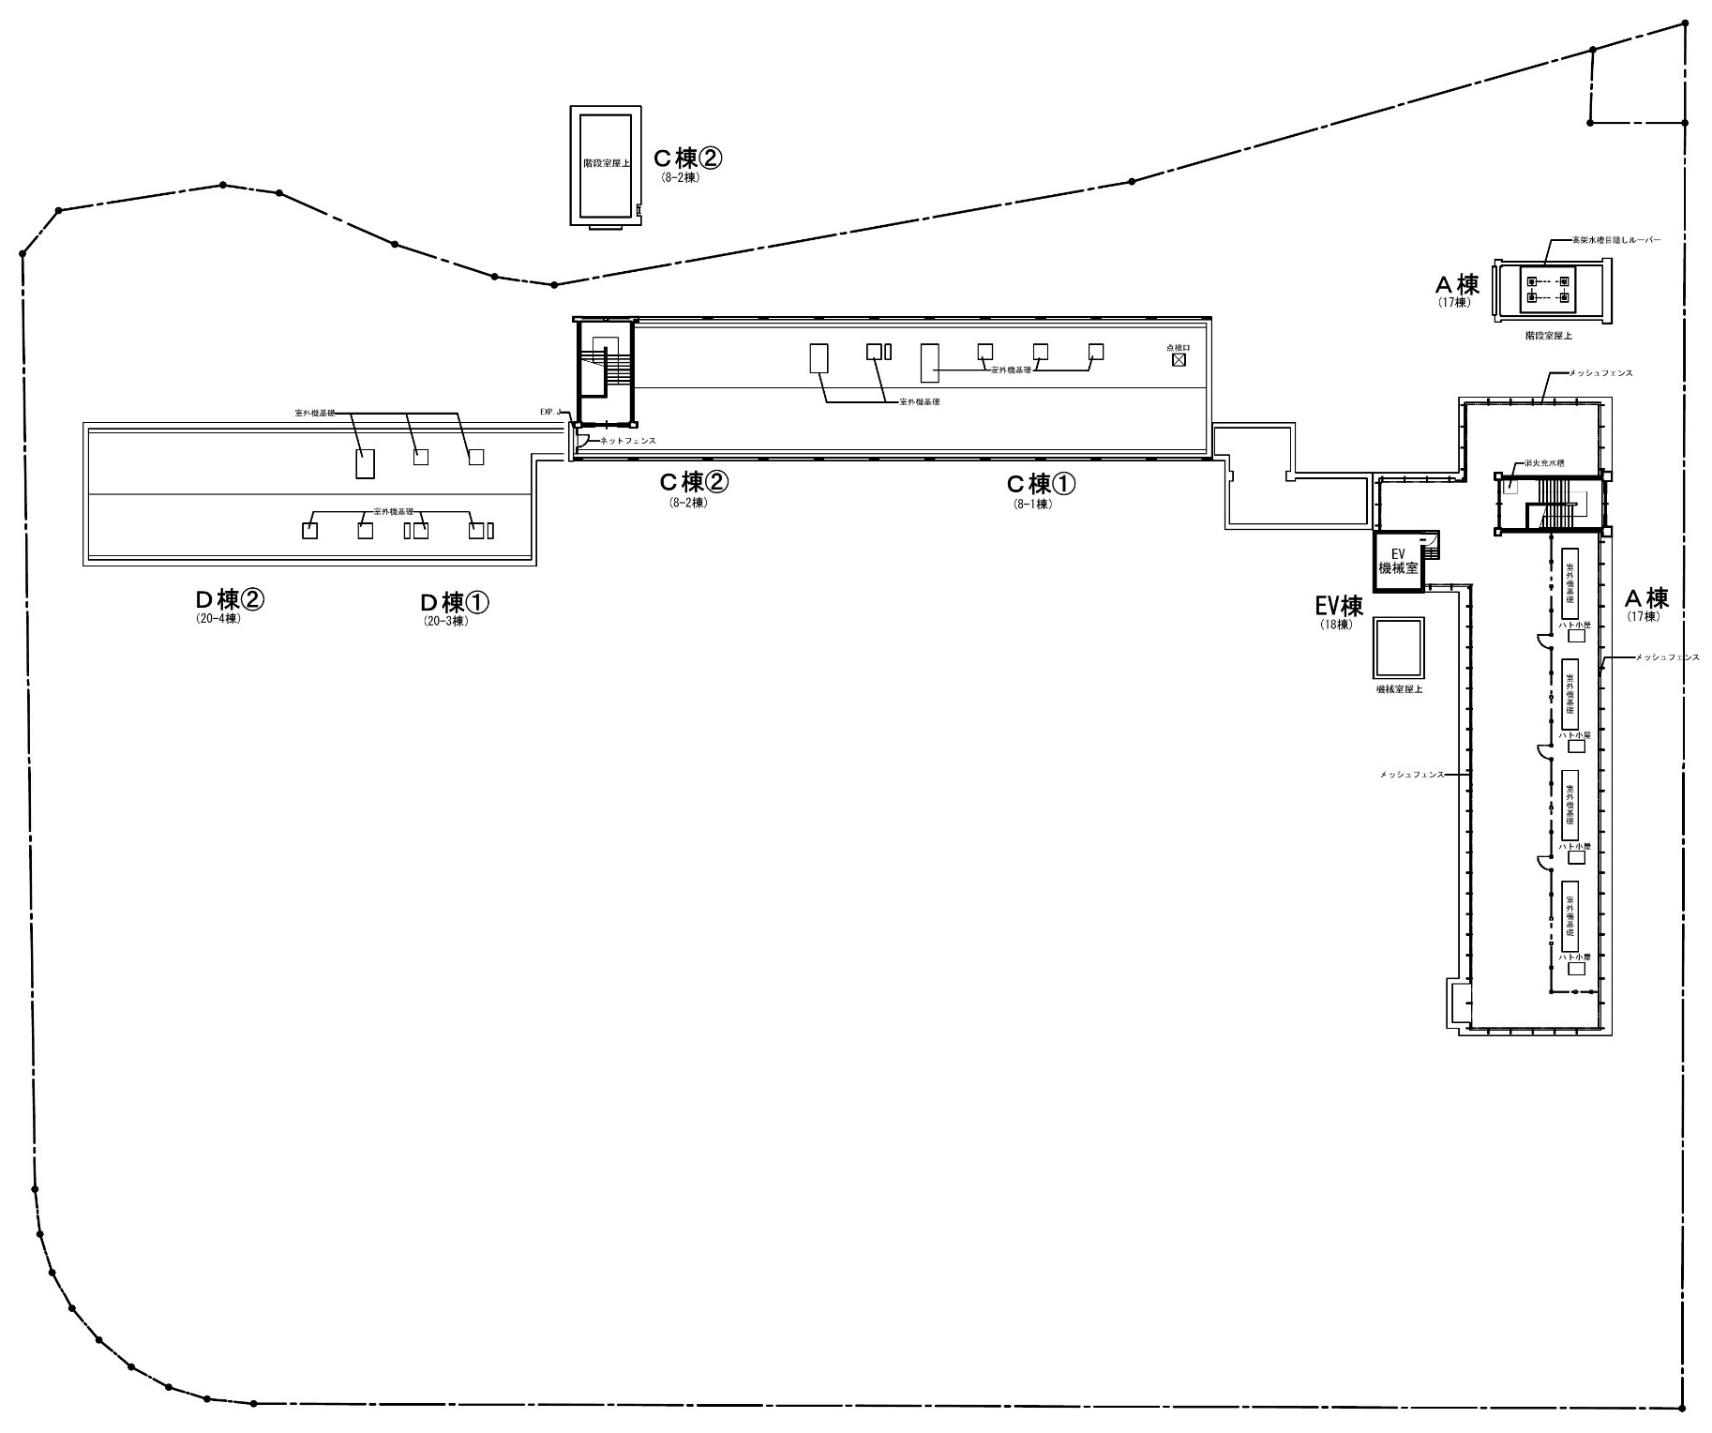 C棟②
(8-2棟)
階段室屋上
高架水槽目隠しルーバー
A棟
(17棟)
階段室屋上
点検口
室外機基礎
室外機基礎
メッシュフェンス
室外機基礎
EXP.J
ネットフェンス
消火充水槽
C棟②
(8-2棟)
C棟①
(8-1棟)
室外機基礎
EV
機械室
室外機基礎
D棟②
(20-4棟)
D棟①
(20-3棟)
EV棟
(18棟)
A棟
(17棟)
ハト小屋
メッシュフェンス
機械室屋上
室外機基礎
ハト小屋
メッシュフェンス
室外機基礎
ハト小屋
室外機基礎
ハト小屋